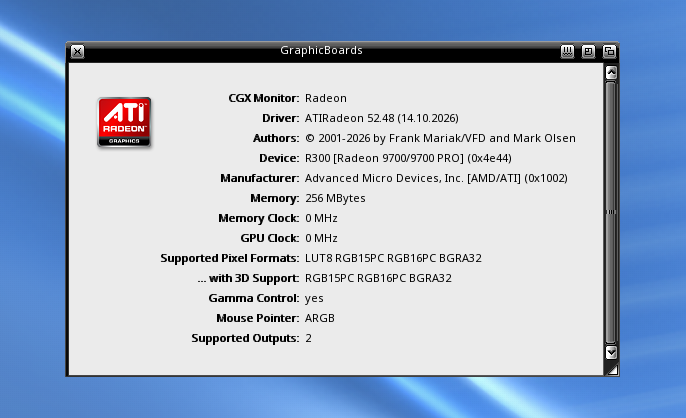 GraphicBoards
ATI
RADEON
GRAPHICS
CGX Monitor: Radeon
Driver: ATIRadeon 52.48 (14.10.2026)
Authors: © 2001-2026 by Frank Mariak/VFD and Mark Olsen
Device: R300 [Radeon 9700/9700 PRO] (0x4e44)
Manufacturer: Advanced Micro Devices, Inc. [AMD/ATI] (0x1002)
Memory: 256 MBytes
Memory Clock: 0 MHz
GPU Clock: 0 MHz
Supported Pixel Formats: LUT8 RGB15PC RGB16PC BGRA32
... with 3D Support: RGB15PC RGB16PC BGRA32
Gamma Control: yes
Mouse Pointer: ARGB
Supported Outputs: 2